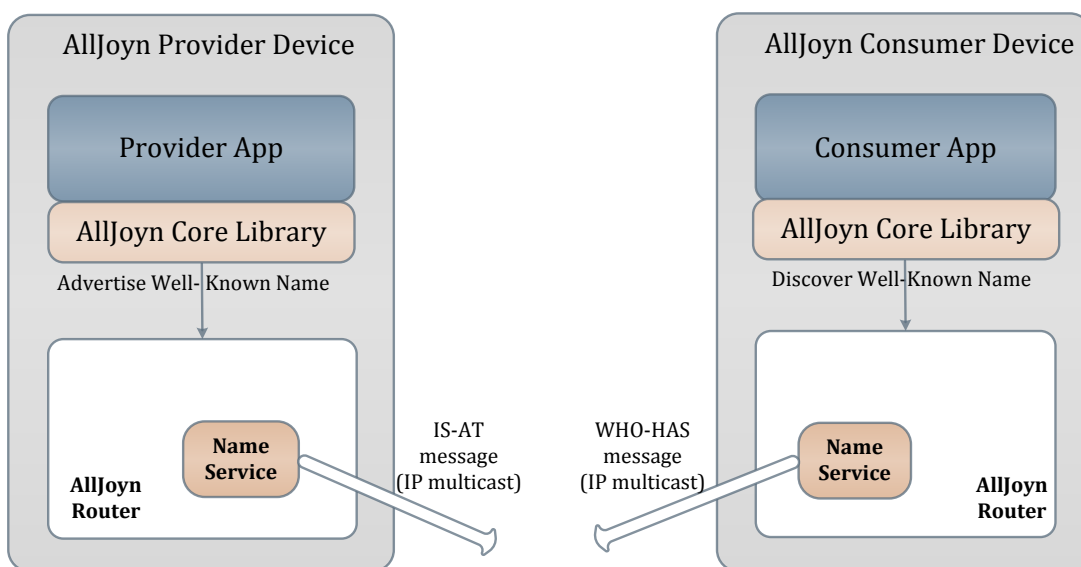 AllJoyn Provider Device
Provider App
AllJoyn Core Library
Advertise Well- Known Name
Name
Service
AllJoyn
Router
IS-AT
message
(IP multicast)
AllJoyn Consumer Device
Consumer App
AllJoyn Core Library
Discover Well-Known Name
WHO-HAS
message
(IP multicast)
Name
Service
AllJoyn
Router